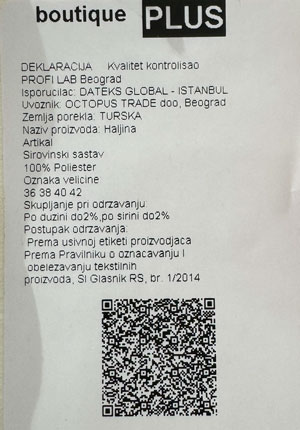 boutique PLUS
DEKLARACIJA Kvalitet kontrolisao
PROFI LAB Beograd
Isporucilac: DATEKS GLOBAL - ISTANBUL
Uvoznik: OCTOPUS TRADE doo, Beograd
Zemlja porekla: TURSKA
Naziv proizvoda: Haljina
Artikal
Sirovinski sastav
100% Poliester
Oznaka velicine
36 38 40 42
Skupljanje pri odrzavanju
Po duzini do2%,po sirini do2%
Postupak odrzavanja:
Prema usivnoj etiketi proizvodjaca
Prema Pravilniku o oznacavanju I
obelezavanju tekstilnih
proizvoda, Sl Glasnik RS, br. 1/2014